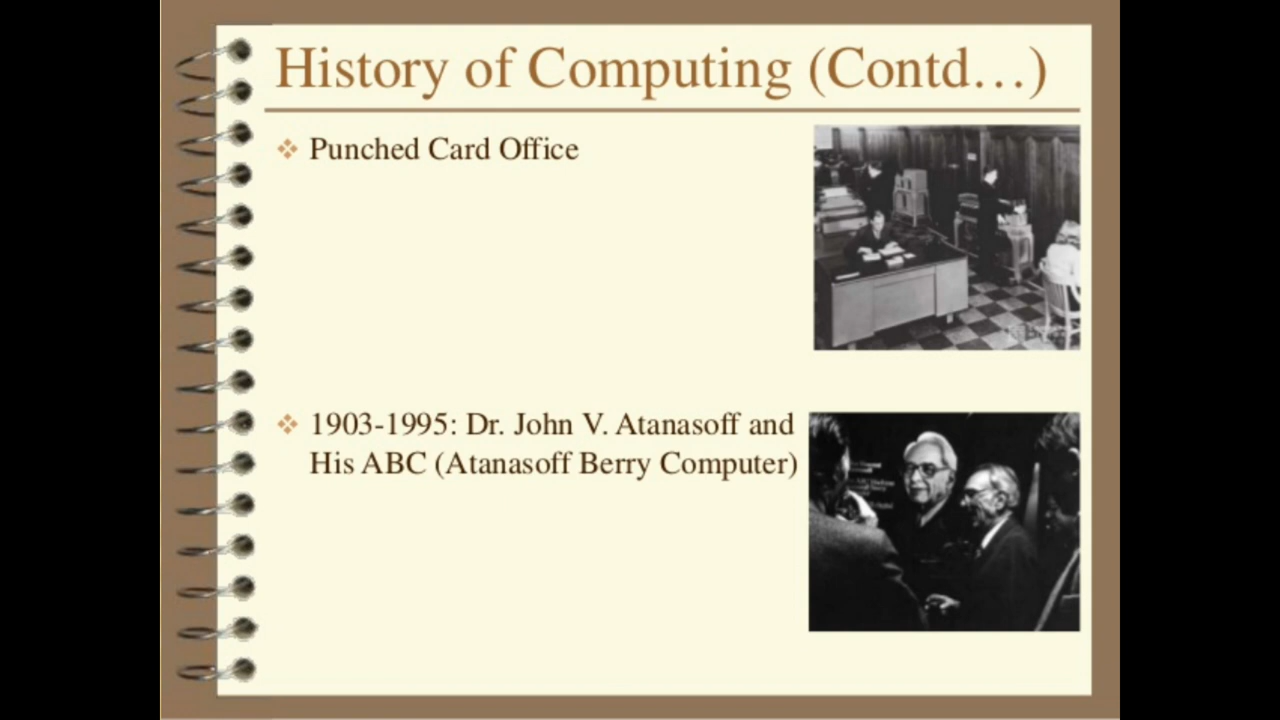 History of Computing (Contd…)
Punched Card Office
1903-1995: Dr. John V. Atanasoff and
His ABC (Atanasoff Berry Computer)